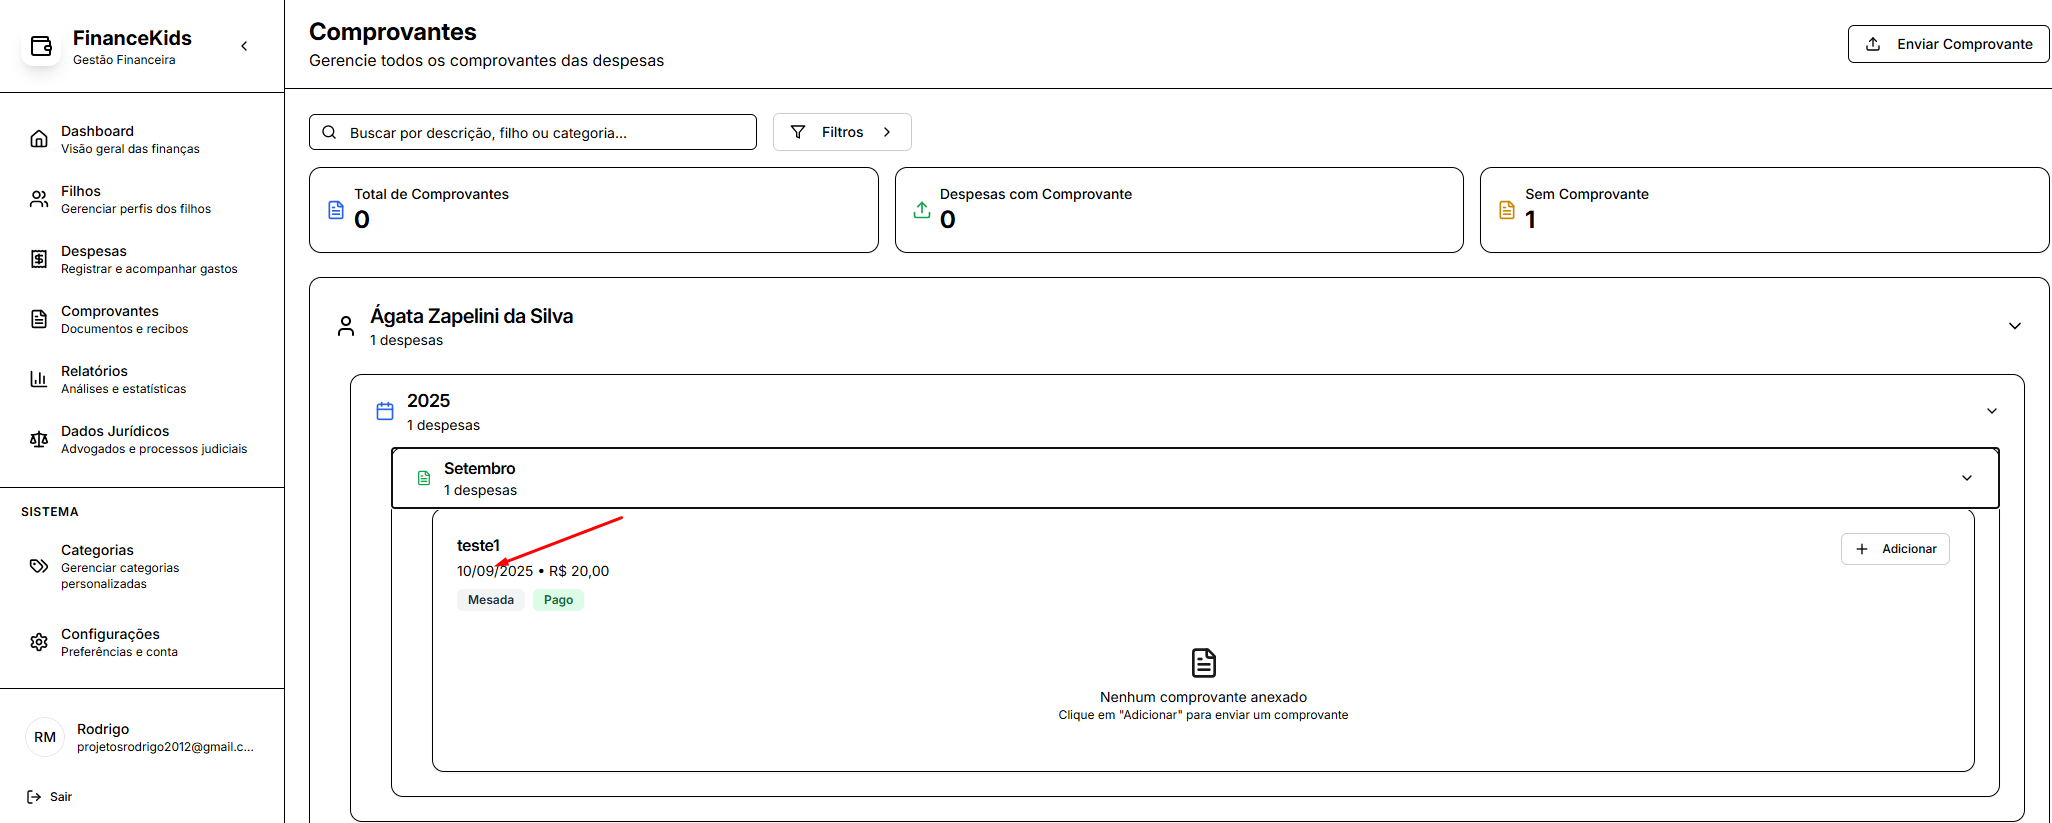 FinanceKids
Gestão Financeira
Dashboard
Visão geral das finanças
Filhos
Gerenciar perfis dos filhos
Despesas
Registrar e acompanhar gastos
Comprovantes
Documentos e recibos
Relatórios
Análises e estatísticas
Dados Jurídicos
Advogados e processos judiciais
SISTEMA
Categorias
Gerenciar categorias
personalizadas
Configurações
Preferências e conta
RM
Rodrigo
projetosrodrigo2012@gmail.c...
Sair
Comprovantes
Gerencie todos os comprovantes das despesas
Enviar Comprovante
Buscar por descrição, filho ou categoria...
Filtros
Total de Comprovantes
0
Despesas com Comprovante
0
Sem Comprovante
1
Ágata Zapelini da Silva
1 despesas
2025
1 despesas
Setembro
1 despesas
teste1
10/09/2025 • R$ 20,00
Mesada Pago
Adicionar
Nenhum comprovante anexado
Clique em "Adicionar" para enviar um comprovante